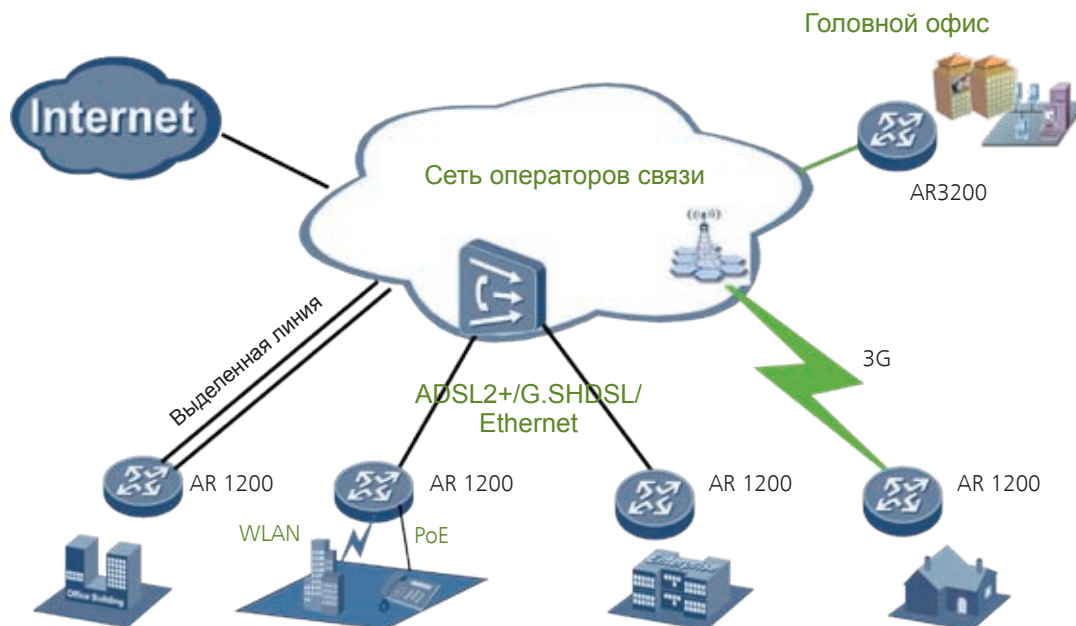 Головной офис
Internet
Сеть операторов связи
AR3200
Выделенная линия
3G
ADSL2+/G.SHDSL/
Ethernet
AR 1200
AR 1200
AR 1200
AR 1200
WLAN
PoE
Office Building
Enterprise